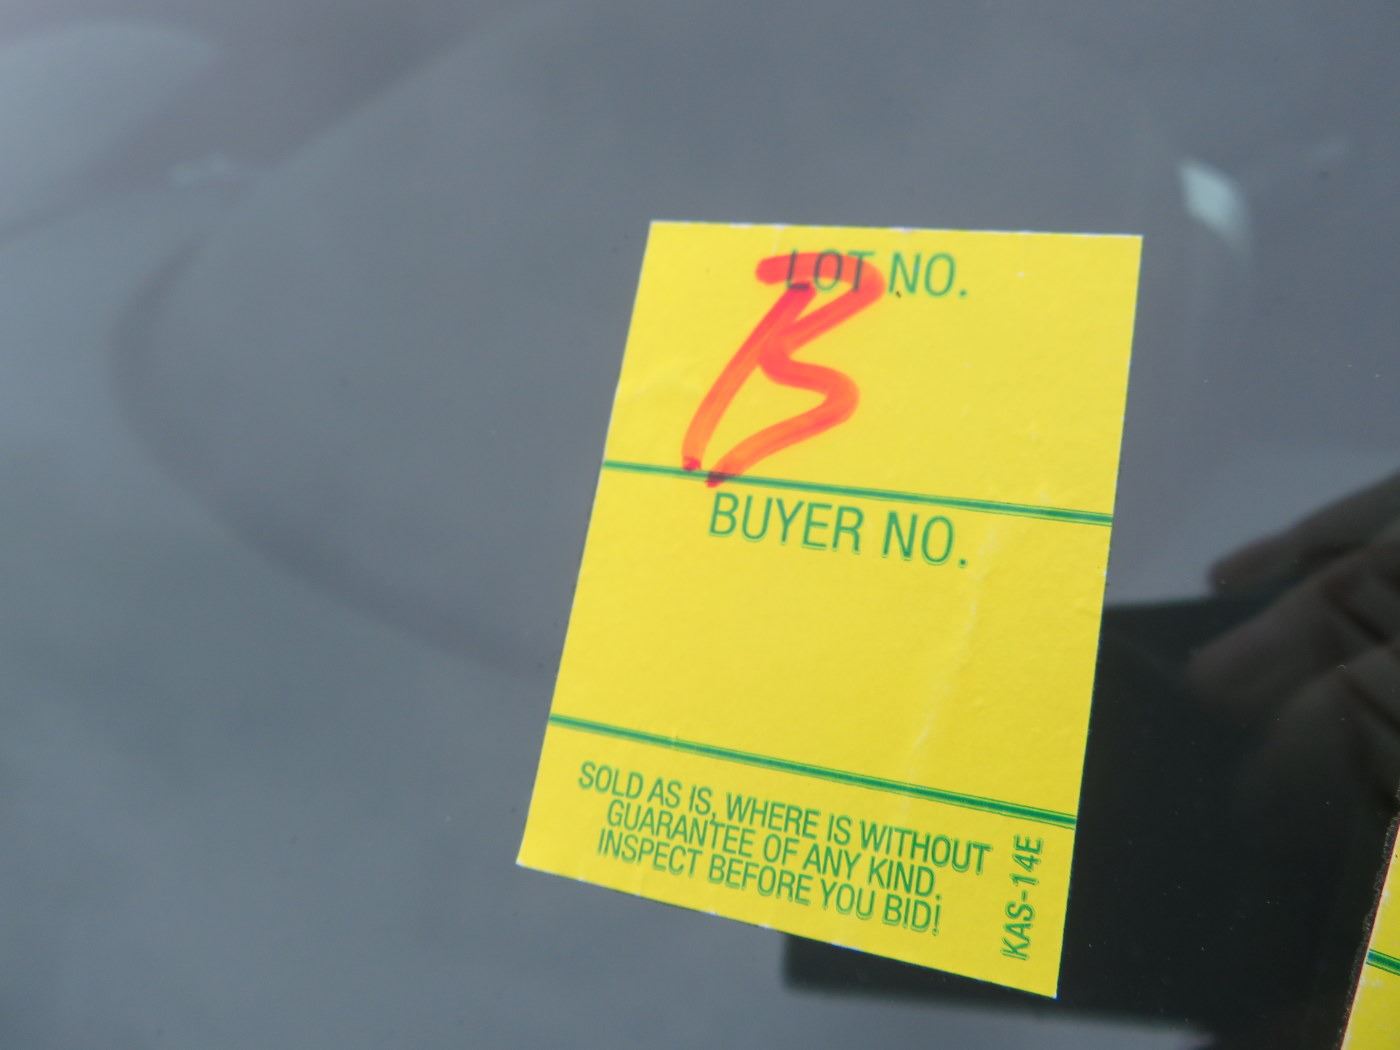 LOT NO.
B
BUYER NO.
SOLD AS IS, WHERE IS WITHOUT
GUARANTEE OF ANY KIND.
INSPECT BEFORE YOU BID!
KAS-14E